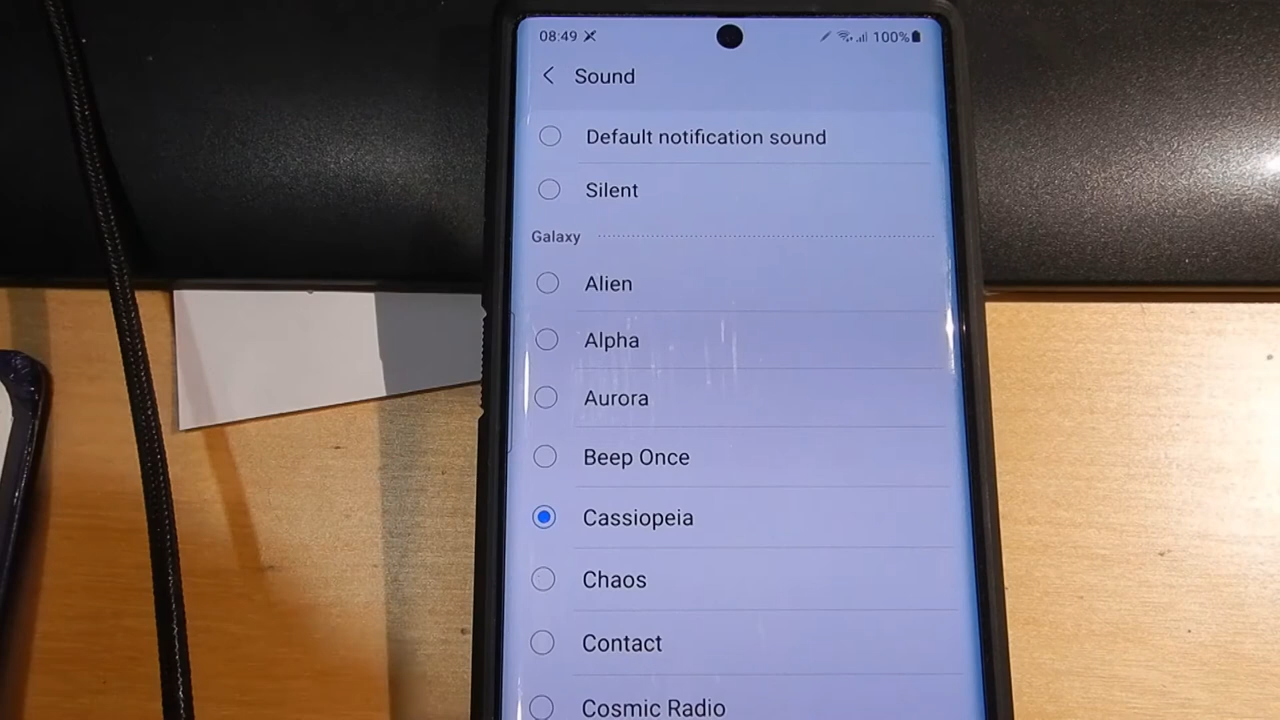 08:49 100%
Sound
Default notification sound
Silent
Galaxy
Alien
Alpha
Aurora
Beep Once
Cassiopeia
Chaos
Contact
Cosmic Radio